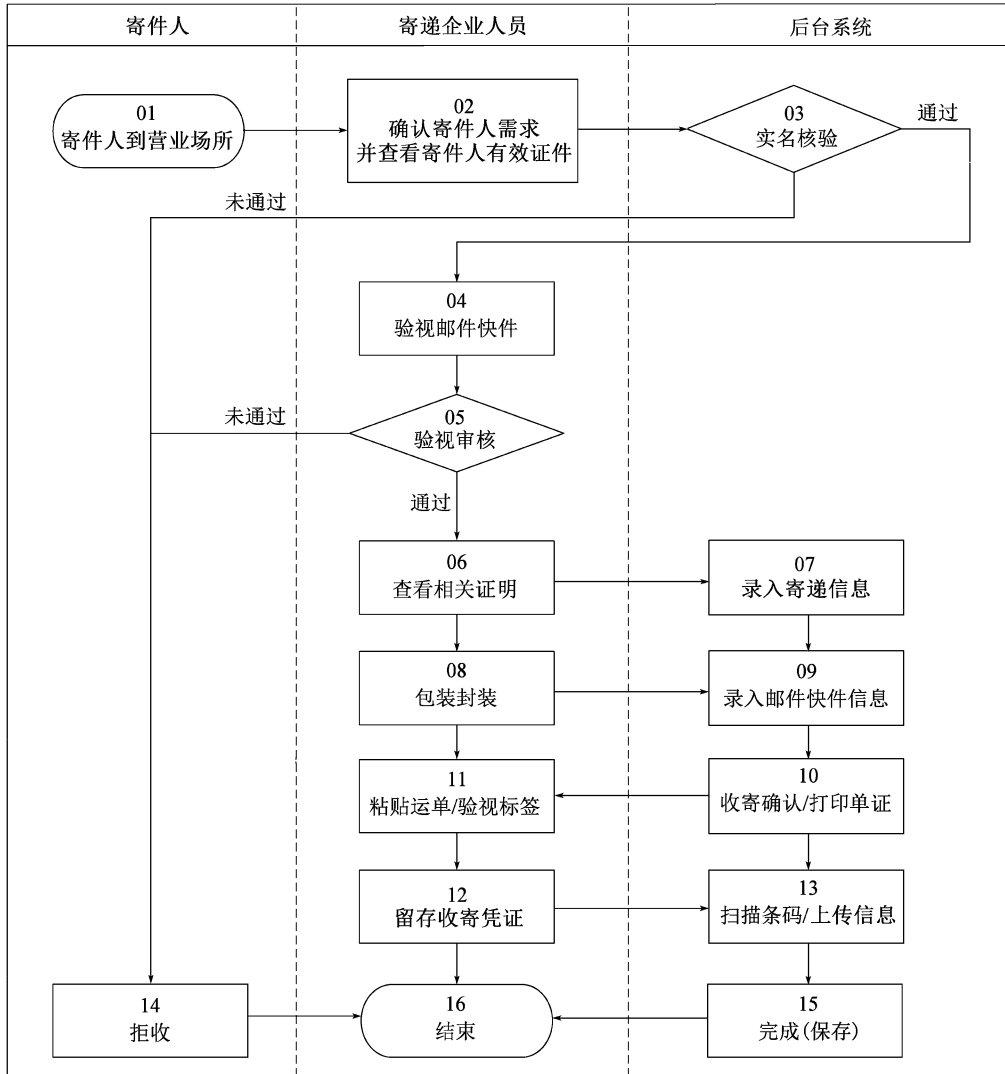 寄件人
寄递企业人员
后台系统
01
寄件人到营业场所
02
确认寄件人需求
并查看寄件人有效证件
03
实名核验
通过
未通过
04
验视邮件快件
05
验视审核
未通过
通过
06
查看相关证明
07
录入寄递信息
08
包装封装
09
录入邮件快件信息
11
粘贴运单/验视标签
10
收寄确认/打印单证
12
留存收寄凭证
13
扫描条码/上传信息
14
拒收
16
结束
15
完成(保存)